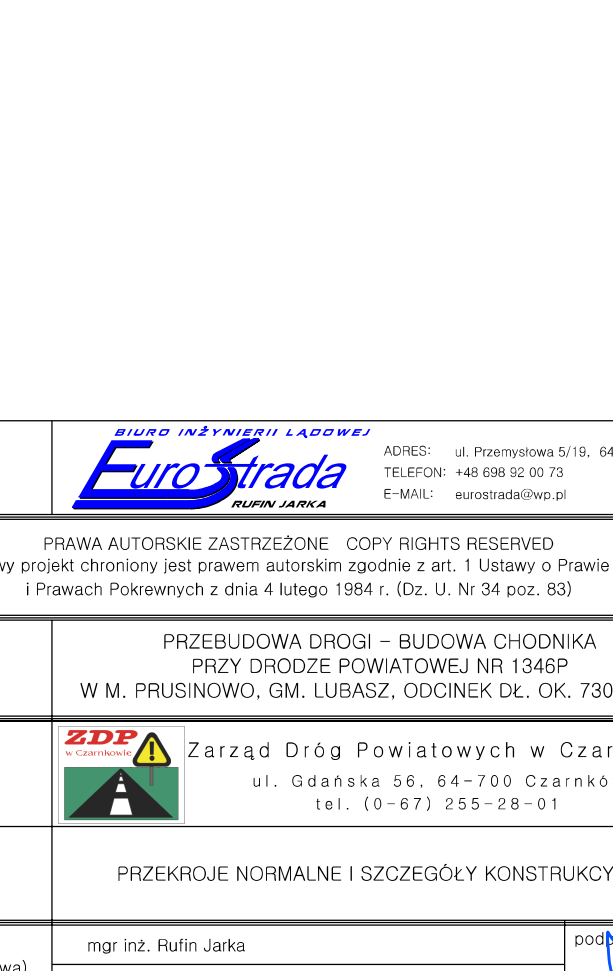 BIURO INŻYNIERII LĄDOWEJ
EuroStrada
RUFIN JARKA
ADRES: ul. Przemysłowa 5/19, 64
TELEFON: +48 698 92 00 73
E-MAIL: eurostrada@wp.pl
PRAWA AUTORSKIE ZASTRZEŻONE COPY RIGHTS RESERVED
wy projekt chroniony jest prawem autorskim zgodnie z art. 1 Ustawy o Prawie
i Prawach Pokrewnych z dnia 4 lutego 1984 r. (Dz. U. Nr 34 poz. 83)
PRZEBUDOWA DROGI - BUDOWA CHODNIKA
PRZY DRODZE POWIATOWEJ NR 1346P
W M. PRUSINOWO, GM. LUBASZ, ODCINEK DŁ. OK. 730
ZDP
w Czarnkowie
Zarząd Dróg Powiatowych w Czar
ul. Gdańska 56, 64-700 Czarnkó
tel. (0-67) 255-28-01
PRZEKROJE NORMALNE I SZCZEGÓŁY KONSTRUKCY
mgr inż. Rufin Jarka
podp
wa)